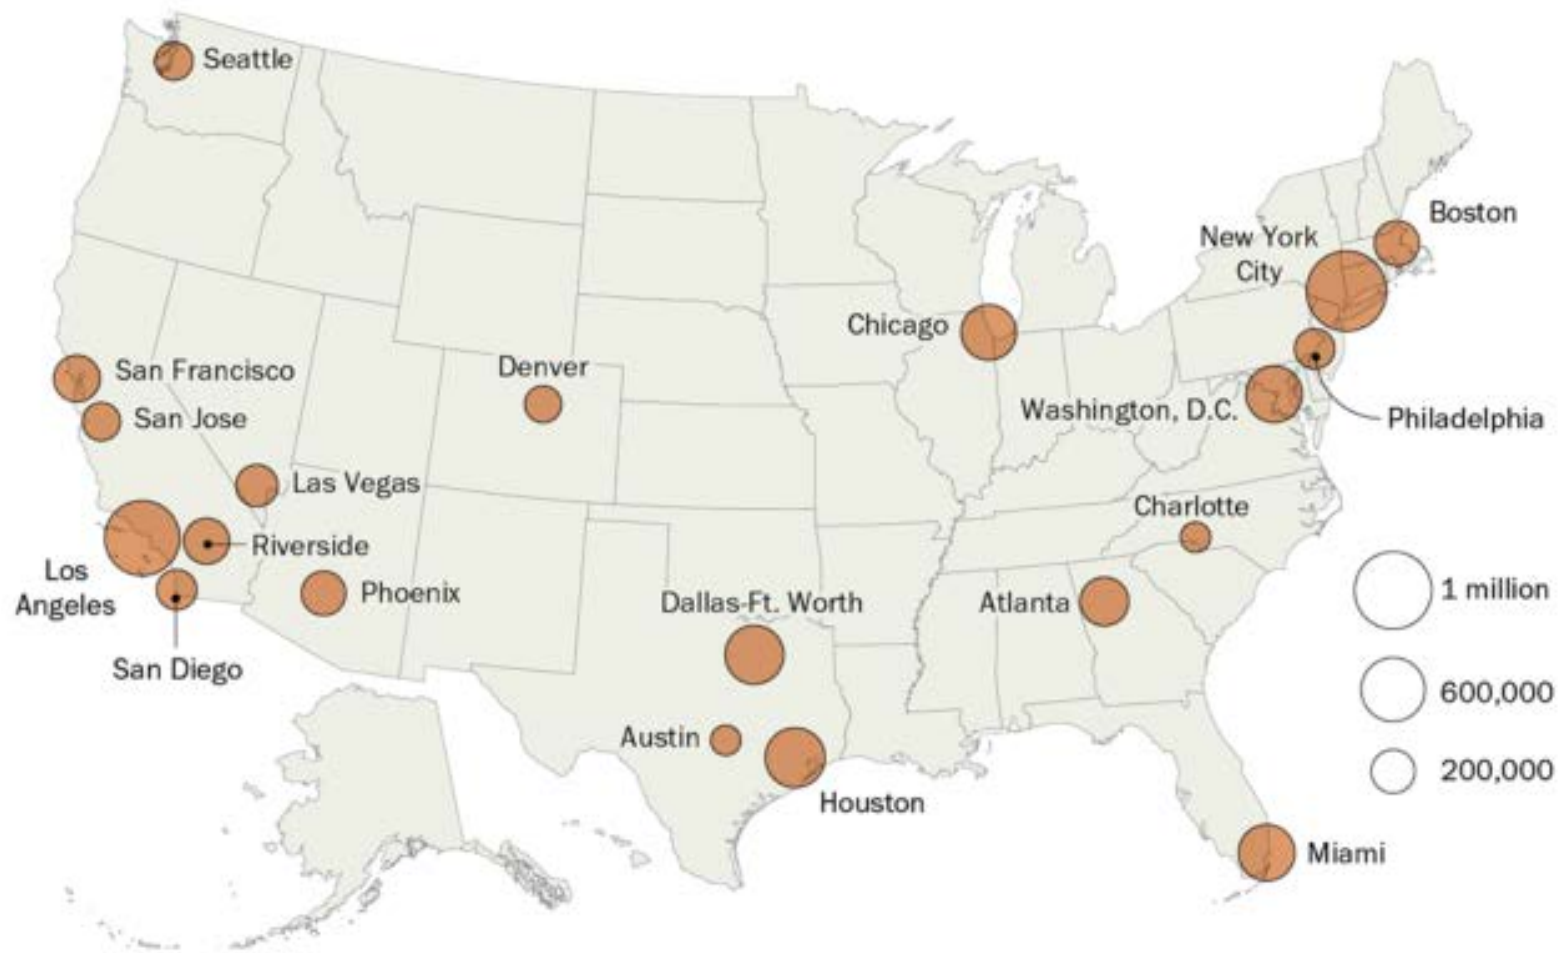 Seattle
Boston
New York
City
Chicago
Denver
San Francisco
San Jose
Washington, D.C.
Philadelphia
Las Vegas
Charlotte
Riverside
Los
Angeles
Phoenix
Dallas-Ft. Worth
Atlanta
1 million
San Diego
600,000
Austin
200,000
Houston
Miami